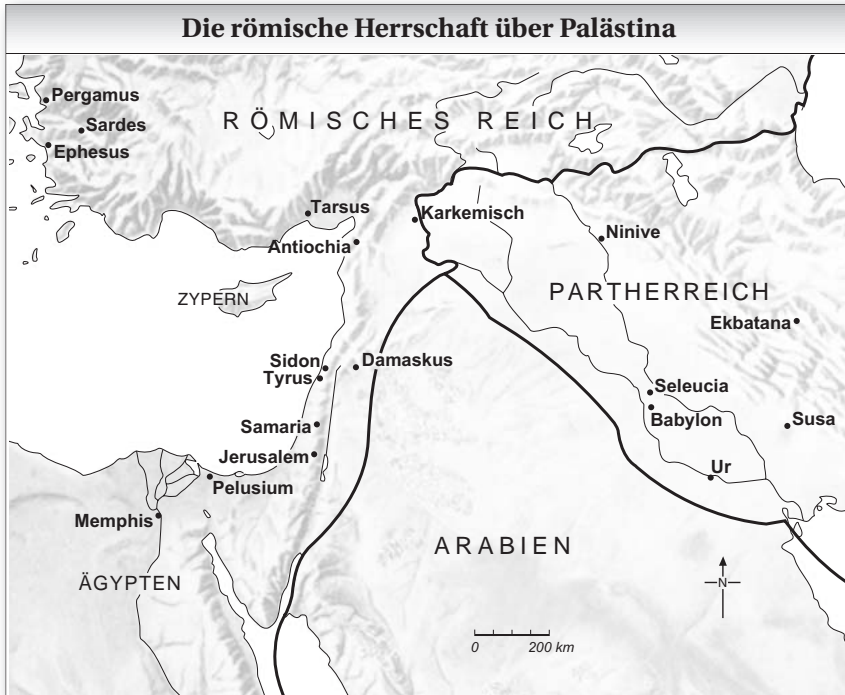 Die römische Herrschaft über Palästina
Pergamus
Sardes
Ephesus
RÖMISCHES REICH
Tarsus
Karkemisch
Antiochia
Ninive
ZYPERN
PARTHERREICH
Ekbatana
Sidon
Damaskus
Tyrus
Seleucia
Babylon
Samaria
Susa
Jerusalem
Ur
Pelusium
Memphis
ARABIEN
ÄGYPTEN
N
0 200 km